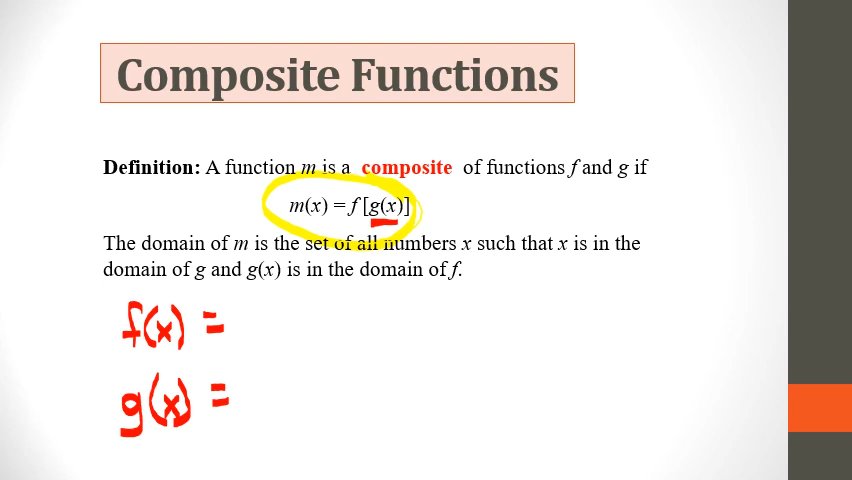 Composite Functions
Definition: A function m is a composite of functions f and g if
m(x) = f [g(x)]
The domain of m is the set of all numbers x such that x is in the
domain of g and g(x) is in the domain of f.
f(x) =
g(x) =